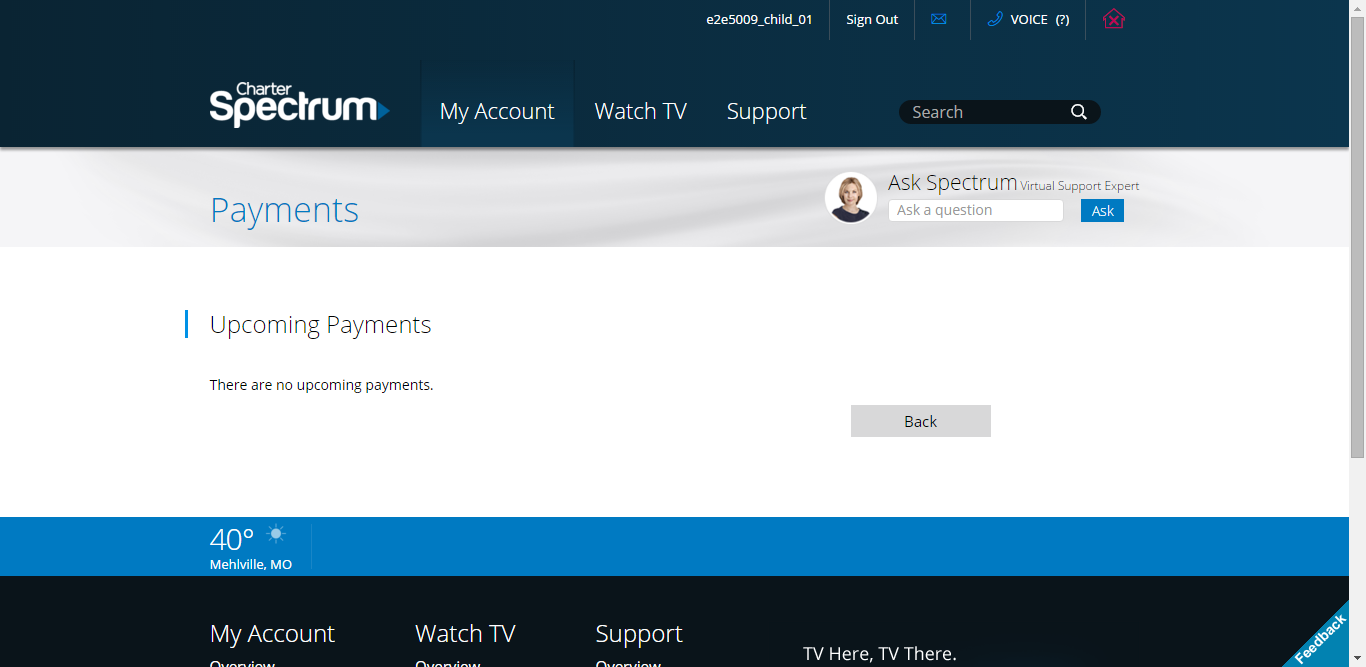 e2e5009_child_01
Sign Out
VOICE (?)
Charter
Spectrum
My Account
Watch TV
Support
Search
Payments
Ask Spectrum Virtual Support Expert
Ask a question
Ask
Upcoming Payments
There are no upcoming payments.
Back
40°
Mehlville, MO
My Account
Watch TV
Support
Overview
Overview
Overview
TV Here, TV There.
Feedback